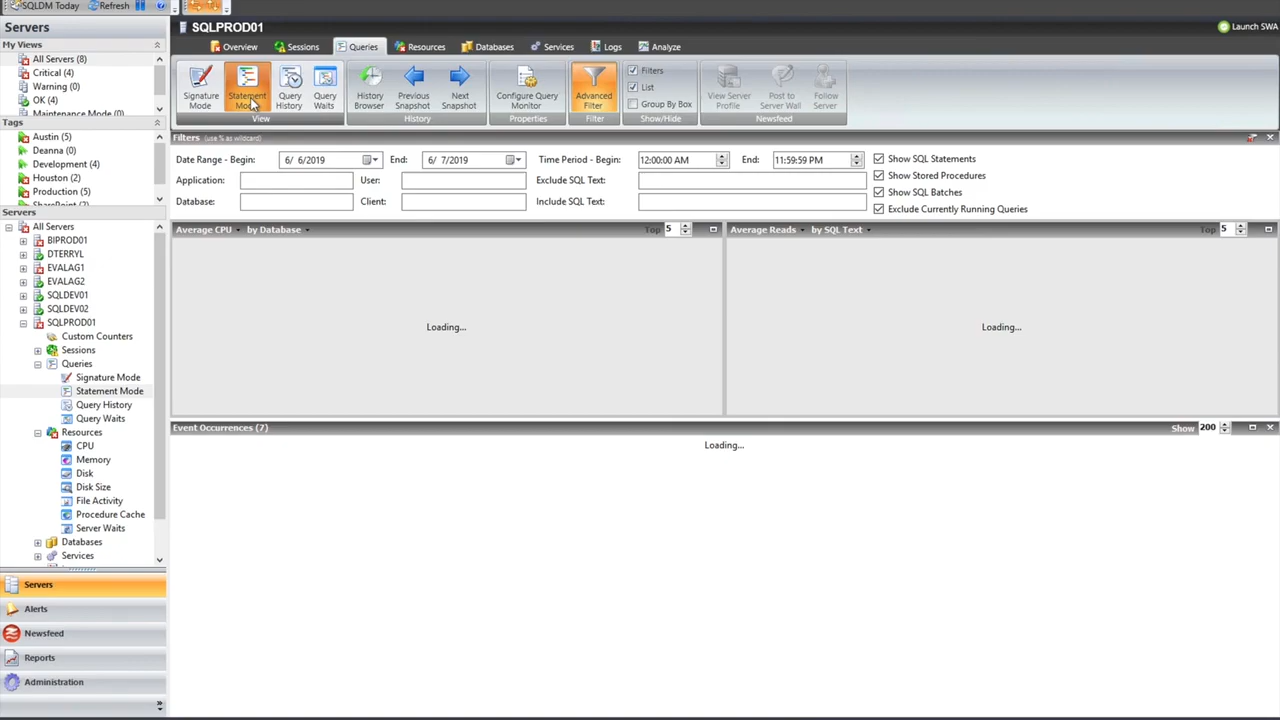 SQLDM Today Refresh
Servers
SQLPROD01
Launch SWA
My Views
All Servers (8)
Critical (4)
Warning (0)
OK (4)
Maintenance Mode (0)
Tags
Austin (5)
Deanna (0)
Development (4)
Houston (2)
Production (5)
SharePoint (2)
Servers
All Servers
BIPROD01
DTERRYL
EVALAG1
EVALAG2
SQLDEV01
SQLDEV02
SQLPROD01
Custom Counters
Sessions
Queries
Signature Mode
Statement Mode
Query History
Query Waits
Resources
CPU
Memory
Disk
Disk Size
File Activity
Procedure Cache
Server Waits
Databases
Services
Servers
Alerts
Newsfeed
Reports
Administration
Overview Sessions Queries Resources Databases Services Logs Analyze
Signature Mode
Statement Mode
Query History
Query Waits
View
History Browser
Previous Snapshot
Next Snapshot
History
Configure Query Monitor
Properties
Advanced Filter
Filter
Filters
List
Group By Box
Show/Hide
View Server Profile
Post to Server Wall
Follow Server
Newsfeed
Filters (use % as wildcard)
Date Range - Begin: 6/ 6/2019 End: 6/ 7/2019 Time Period - Begin: 12:00:00 AM End: 11:59:59 PM Show SQL Statements
Application: User: Exclude SQL Text: Show Stored Procedures
Show SQL Batches
Database: Client: Include SQL Text: Exclude Currently Running Queries
Average CPU by Database Top 5
Average Reads by SQL Text Top 5
Loading...
Loading...
Event Occurrences (7) Show 200
Loading...